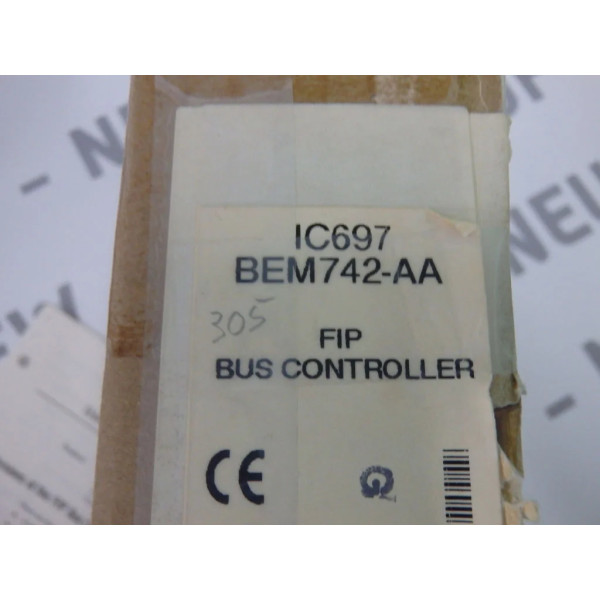 IC697
BEM742-AA
305
FIP
BUS CONTROLLER
CE
Q